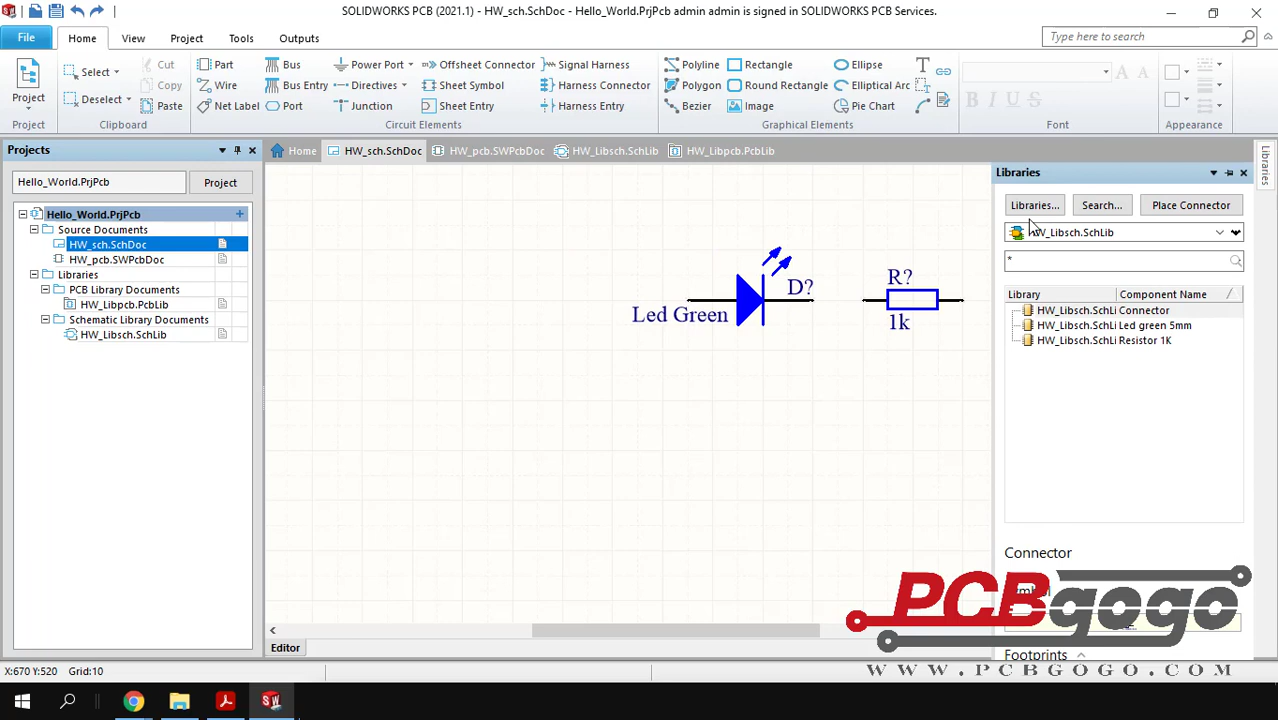 SOLIDWORKS PCB (2021.1) - HW_sch.SchDoc - Hello_World.PrjPcb admin admin is signed in SOLIDWORKS PCB Services.
File Home View Project Tools Outputs Type here to search
Select Cut Part Bus Power Port Offsheet Connector Signal Harness Polyline Rectangle Ellipse
Project Copy Wire Bus Entry Directives Sheet Symbol Harness Connector Polygon Round Rectangle Elliptical Arc
Deselect Paste Net Label Port Junction Sheet Entry Harness Entry Bezier Image Pie Chart B I U S
Project Clipboard Circuit Elements Graphical Elements Font Appearance
Projects Home HW_sch.SchDoc HW_pcb.SWPcbDoc HW_Libsch.SchLib HW_Libpcb.PcbLib
Hello_World.PrjPcb Project
Hello_World.PrjPcb
Source Documents
HW_sch.SchDoc
HW_pcb.SWPcbDoc
Libraries
PCB Library Documents
HW_Libpcb.PcbLib
Schematic Library Documents
HW_Libsch.SchLib
D?
Led Green
R?
1k
Libraries
Libraries
Libraries... Search... Place Connector
HW_Libsch.SchLib
*
Library Component Name
HW_Libsch.SchLi Connector
HW_Libsch.SchLi Led green 5mm
HW_Libsch.SchLi Resistor 1K
Connector
Footprints
PCBgogo
WWW.PCBGOGO.COM
Editor
X:670 Y:520 Grid:10